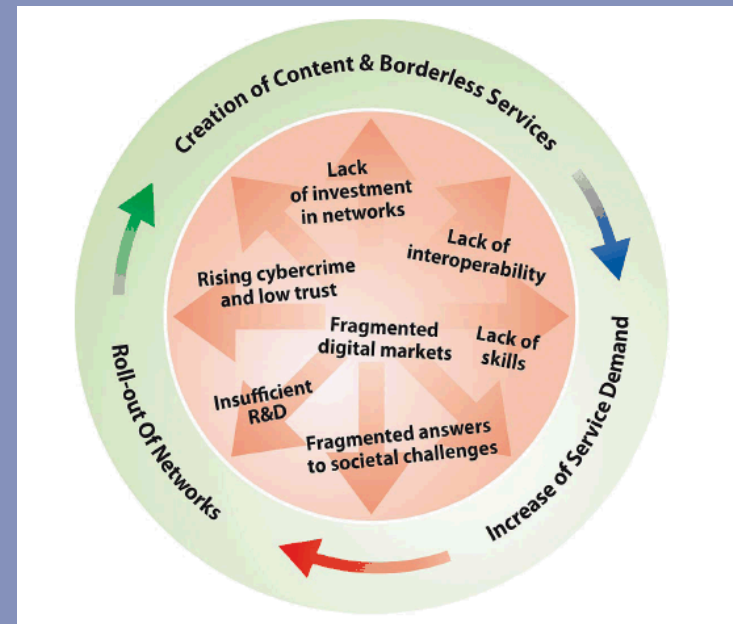 Creation of Content & Borderless Services
Lack
of investment
in networks
Lack of
interoperability
Rising cybercrime
and low trust
Fragmented
digital markets
Lack of
skills
Insufficient
R&D
Fragmented answers
to societal challenges
Increase of Service Demand
Roll-out Of Networks